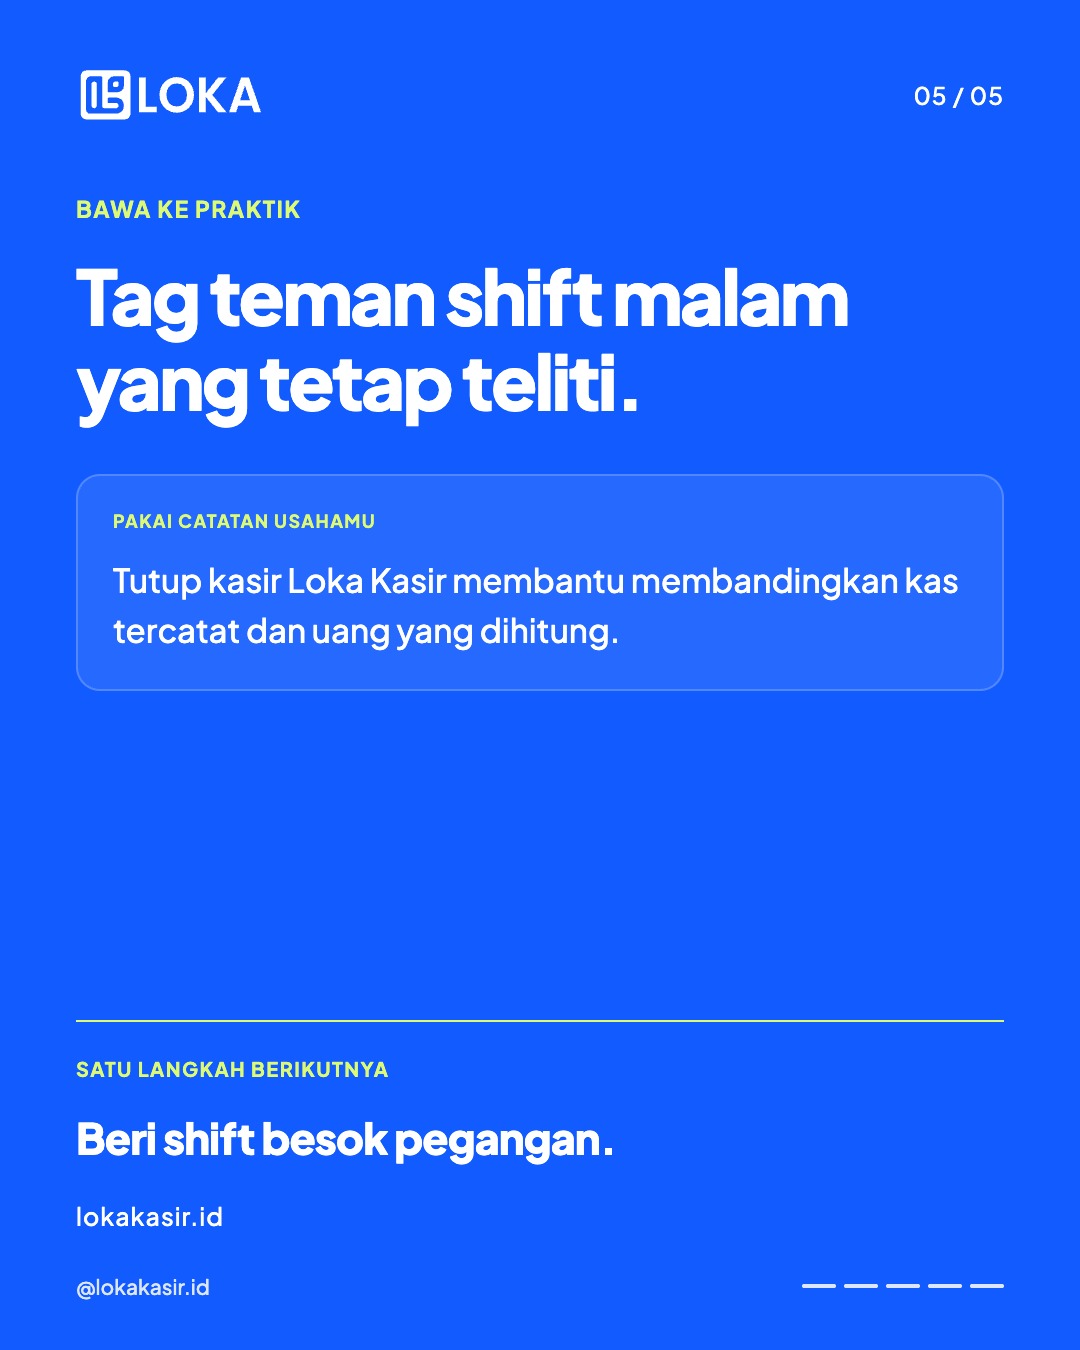 LOKA
05 / 05
BAWA KE PRAKTIK
Tag teman shift malam
yang tetap teliti.
PAKAI CATATAN USAHAMU
Tutup kasir Loka Kasir membantu membandingkan kas
tercatat dan uang yang dihitung.
SATU LANGKAH BERIKUTNYA
Beri shift besok pegangan.
lokakasir.id
@lokakasir.id